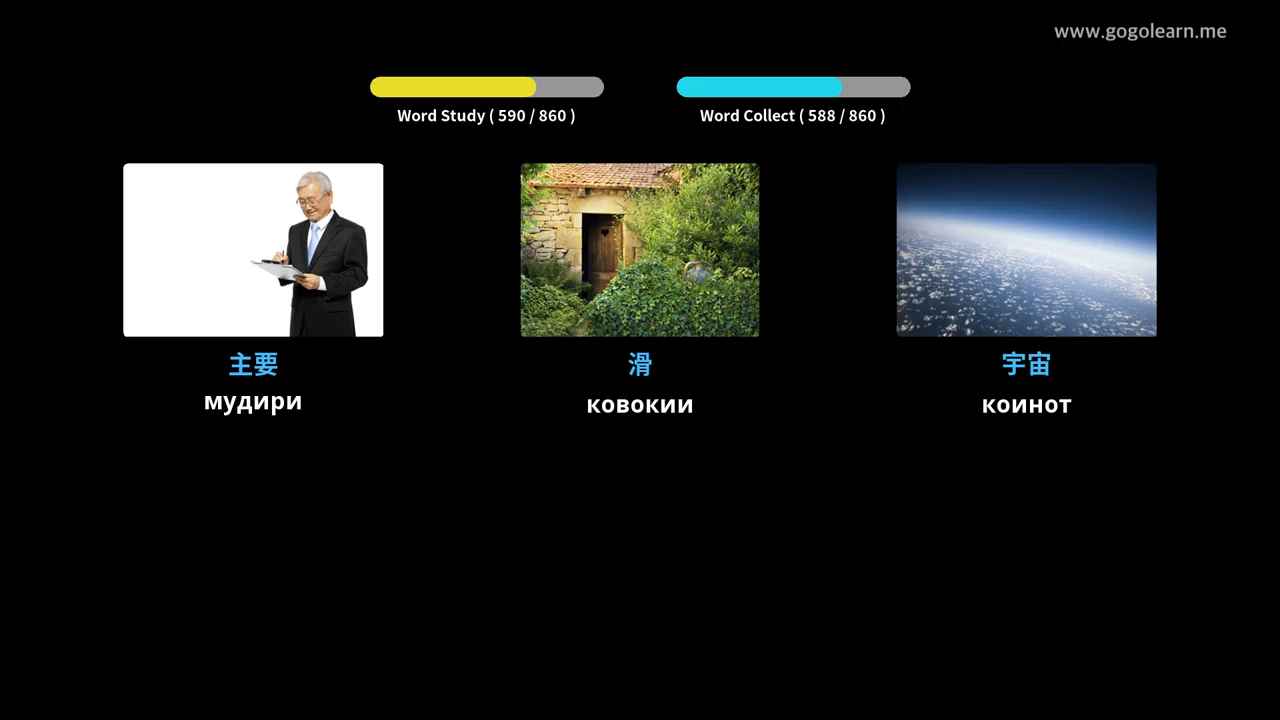 www.gogolearn.me
Word Study ( 590 / 860 )
Word Collect ( 588 / 860 )
主要
мудири
滑
ковокии
宇宙
коинот